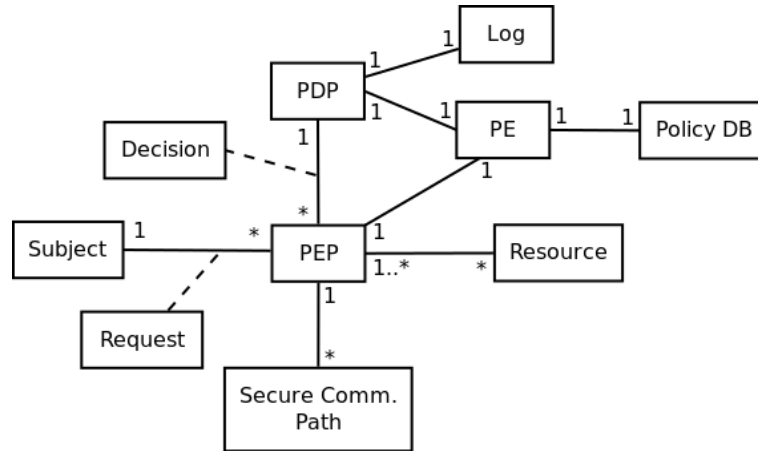 Log
1
1
PDP
1
1
PE
1
1
Policy DB
1
1
Decision
*
Subject
1
*
PEP
1
1..*
*
Resource
1
Request
*
Secure Comm.
Path